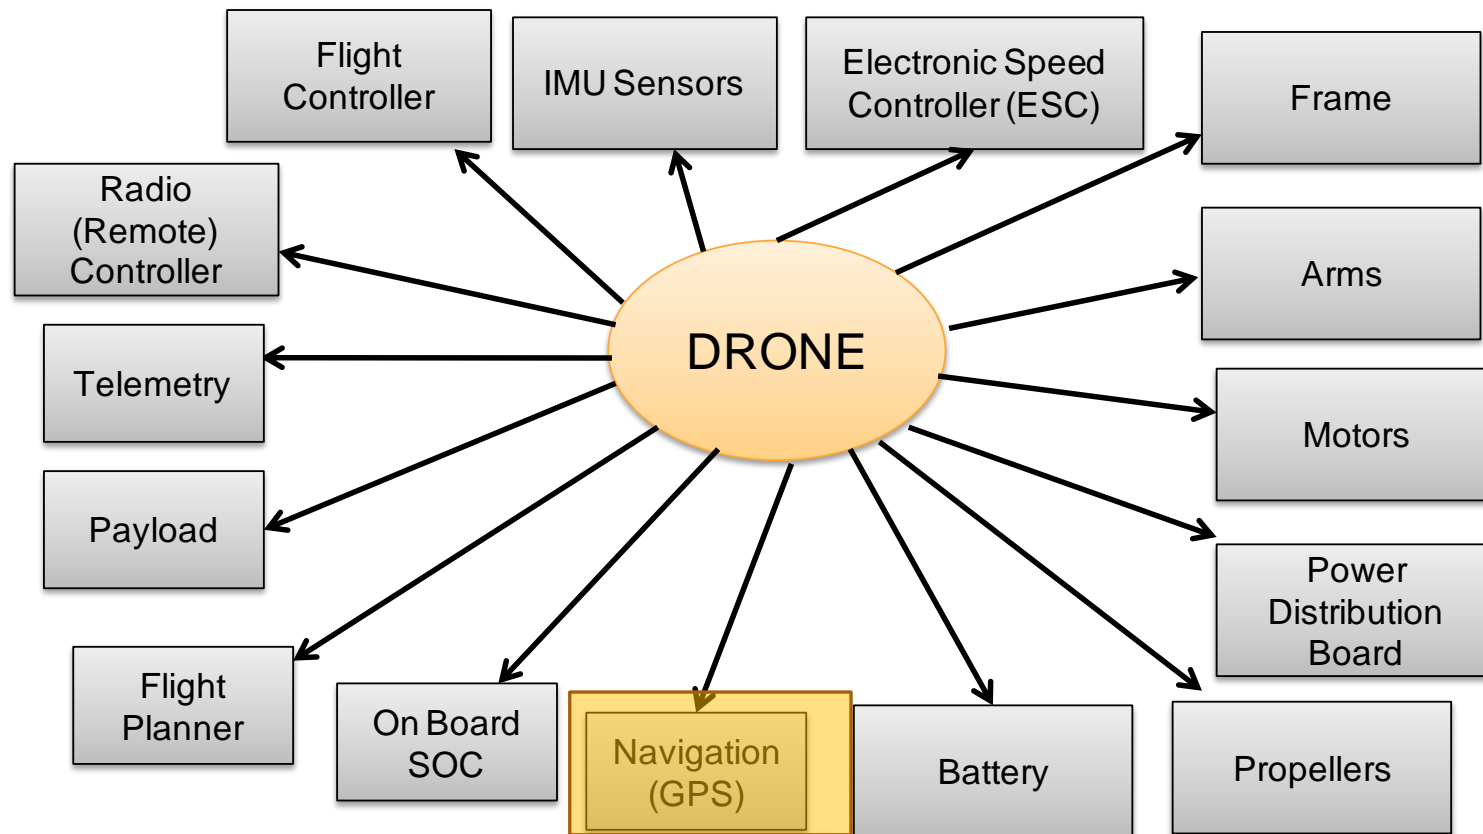 Flight
Controller
IMU Sensors
Electronic Speed
Controller (ESC)
Frame
Radio
(Remote)
Controller
Arms
DRONE
Telemetry
Motors
Payload
Power
Distribution
Board
Flight
Planner
On Board
SOC
Navigation
(GPS)
Battery
Propellers